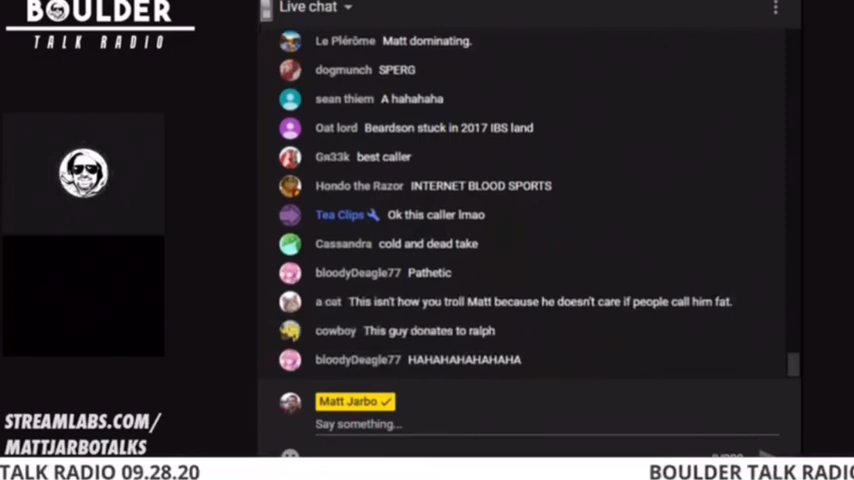 BOULDER
TALK RADIO
Live chat
Le Plérôme Matt dominating.
dogmunch SPERG
sean thiem A hahahaha
Oat lord Beardson stuck in 2017 IBS land
Gя33k best caller
Hondo the Razor INTERNET BLOOD SPORTS
Tea Clips Ok this caller lmao
Cassandra cold and dead take
bloodyDeagle77 Pathetic
a cat This isn't how you troll Matt because he doesn't care if people call him fat.
cowboy This guy donates to ralph
bloodyDeagle77 HAHAHAHAHAHAHA
Matt Jarbo
Say something...
STREAMLABS.COM/
MATTJARBOTALKS
TALK RADIO 09.28.20
BOULDER TALK RADIO